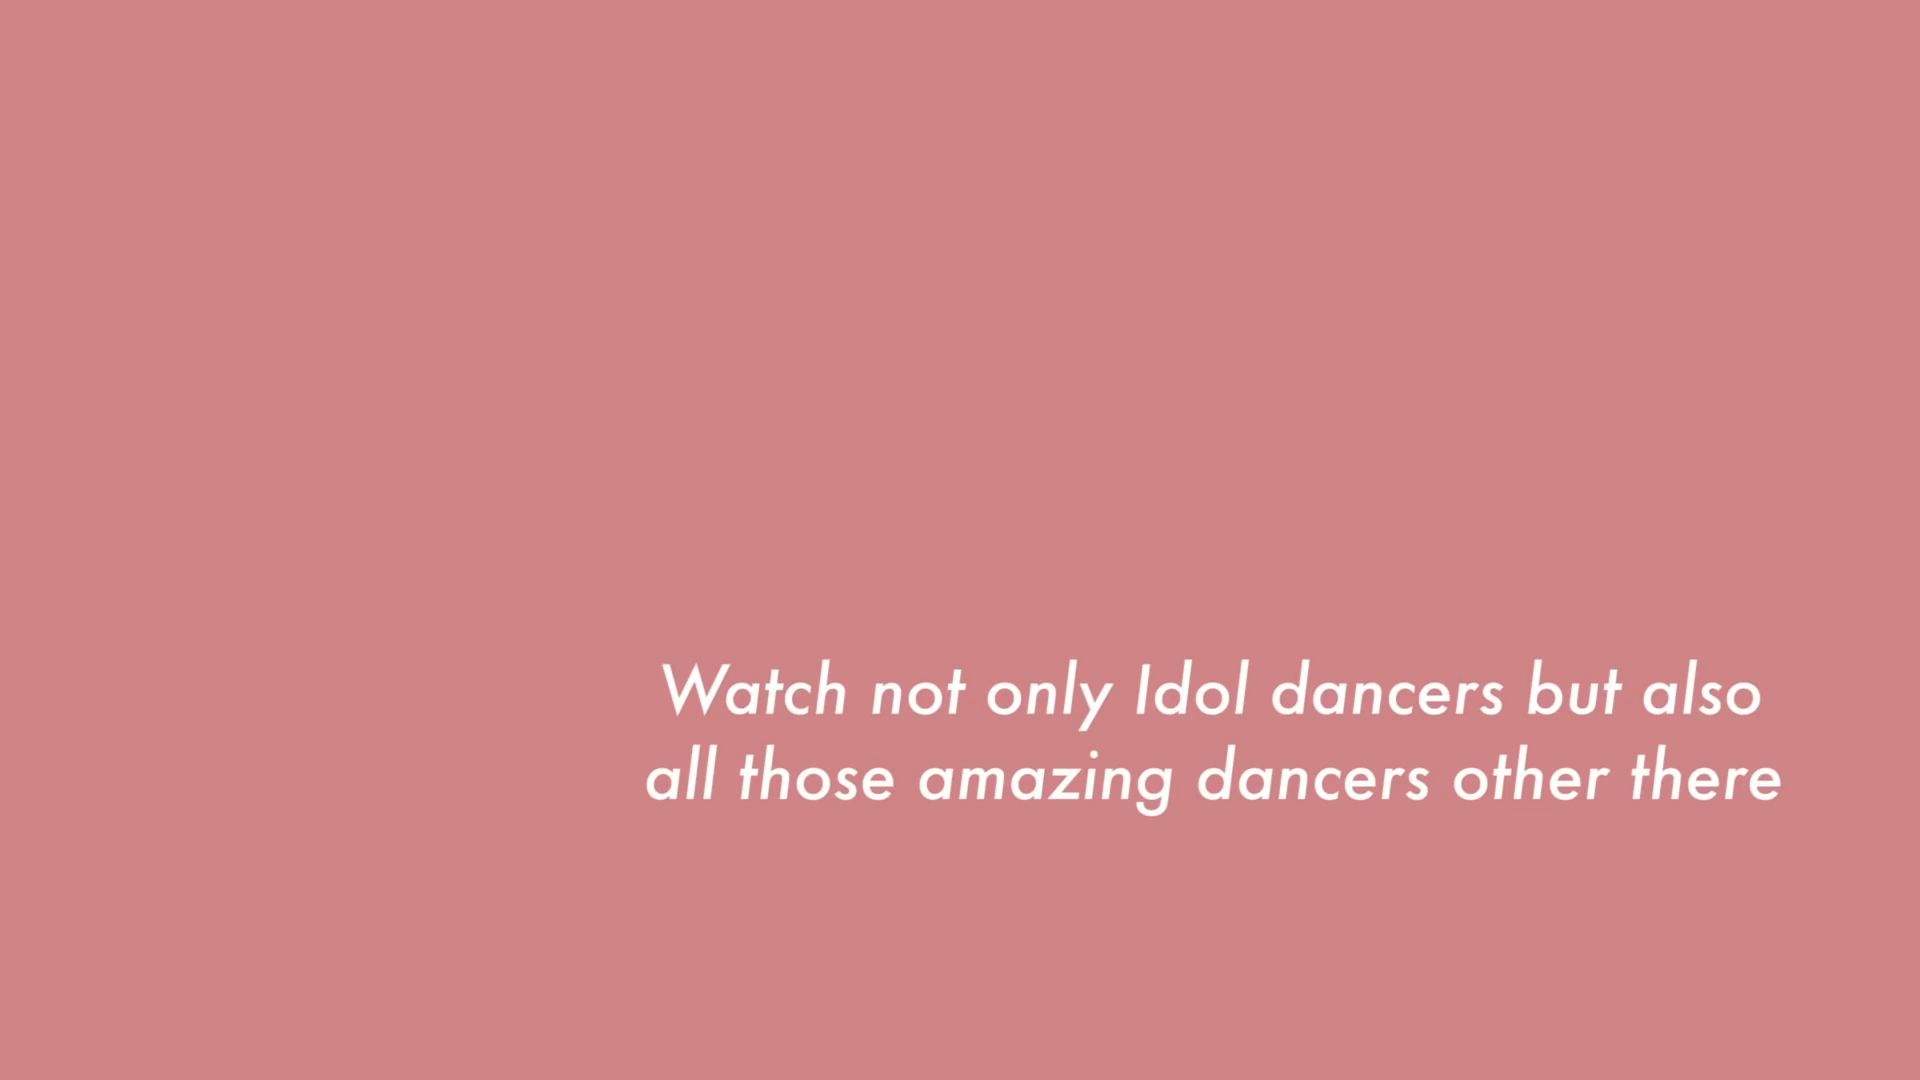 Watch not only Idol dancers but also
all those amazing dancers other there